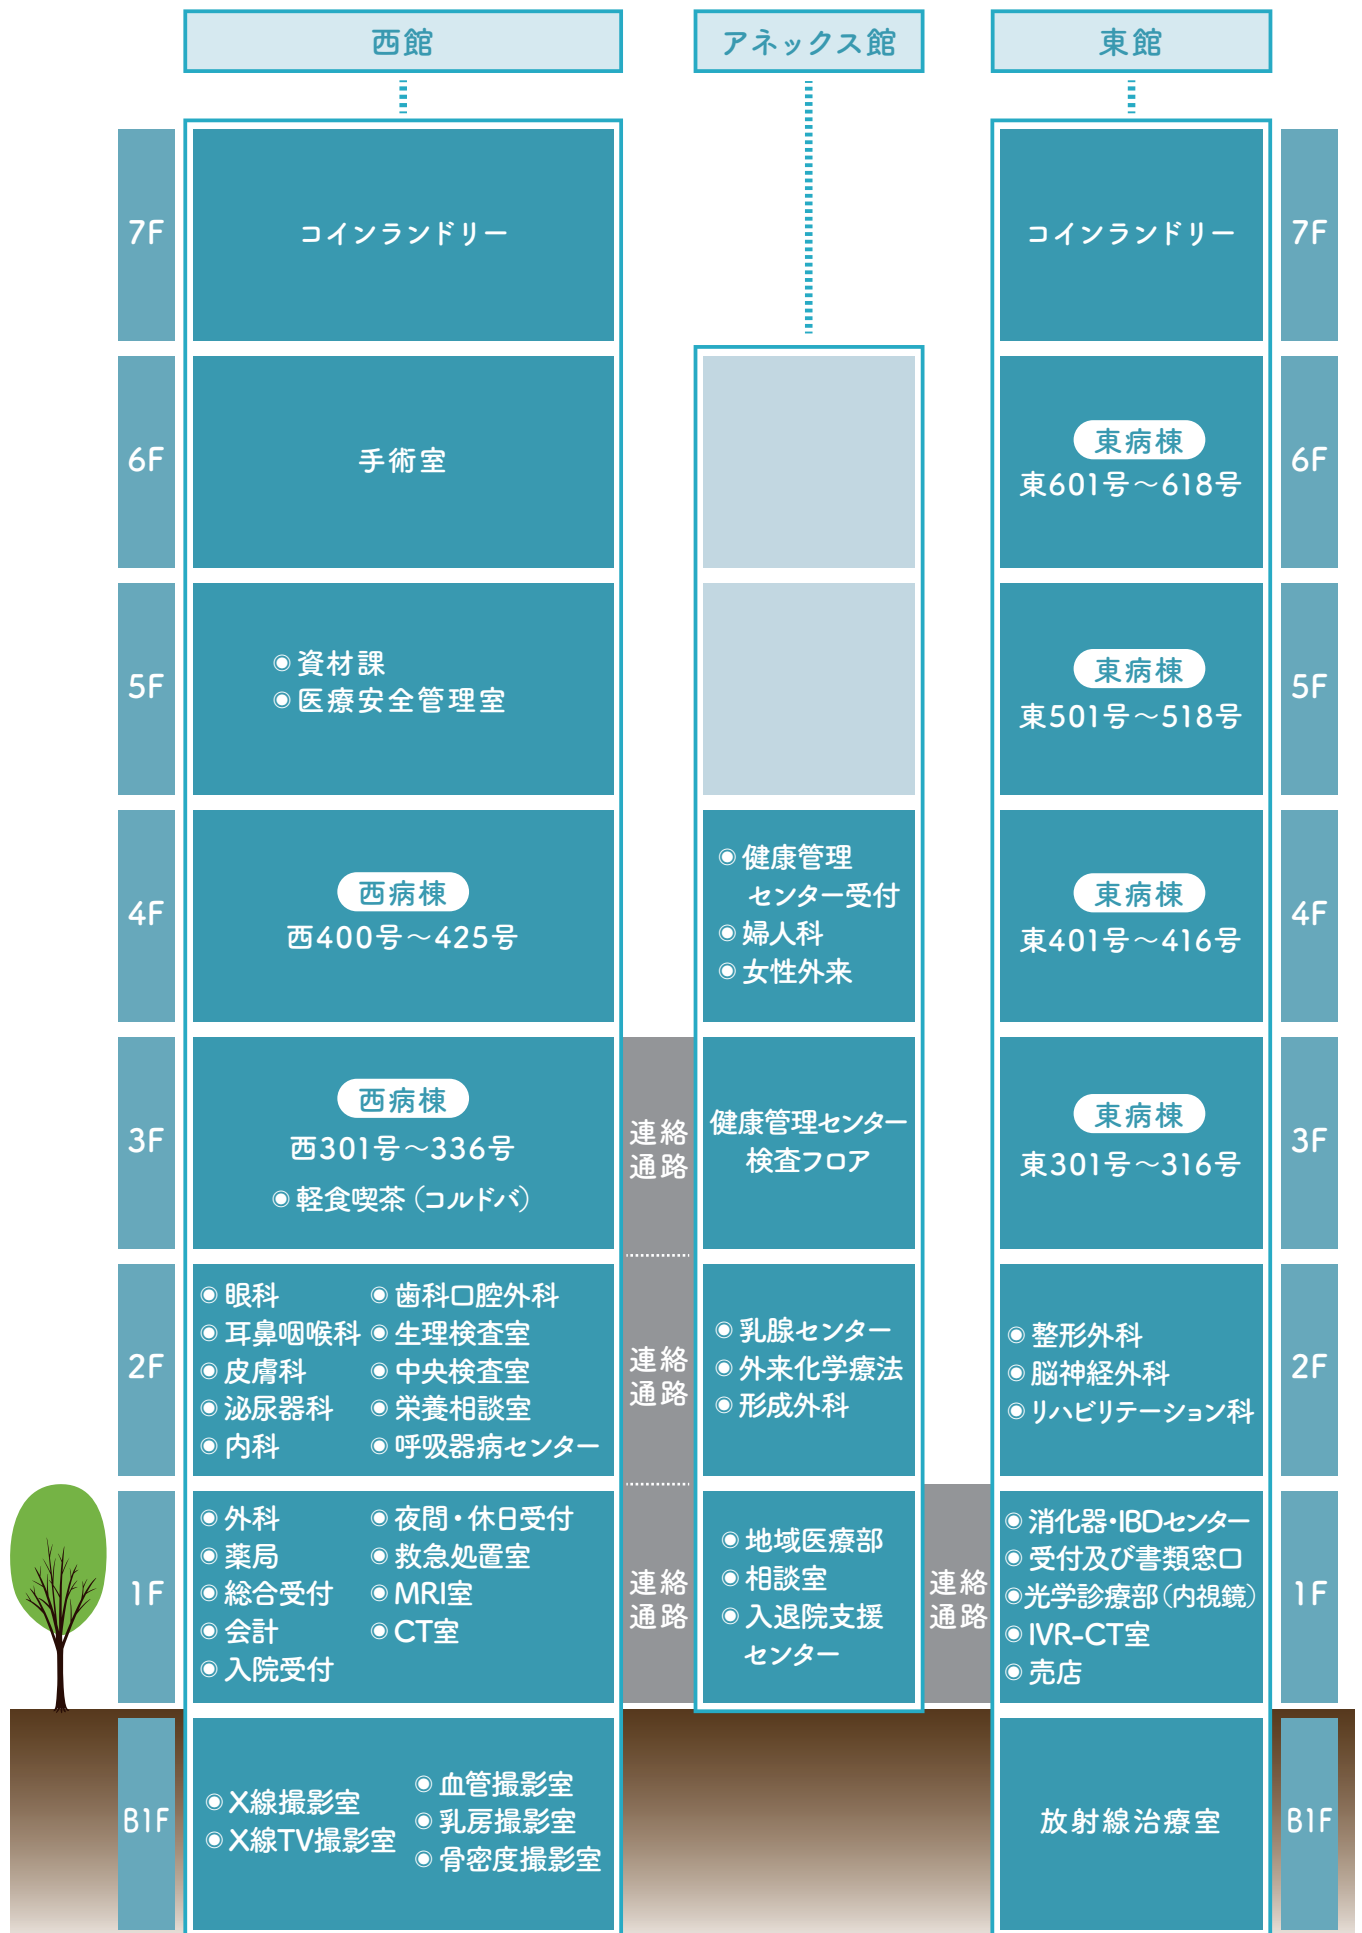 西館
アネックス館
東館
7F
コインランドリー
コインランドリー
7F
6F
手術室
東病棟
東601号～618号
6F
5F
◉資材課
◉医療安全管理室
東病棟
東501号～518号
5F
4F
西病棟
西400号～425号
◉健康管理
センター受付
◉婦人科
◉女性外来
東病棟
東401号～416号
4F
3F
西病棟
西301号～336号
◉軽食喫茶（コルドバ）
連絡
通路
健康管理センター
検査フロア
東病棟
東301号～316号
3F
2F
◉眼科
◉耳鼻咽喉科
◉皮膚科
◉泌尿器科
◉内科
◉歯科口腔外科
◉生理検査室
◉中央検査室
◉栄養相談室
◉呼吸器病センター
連絡
通路
◉乳腺センター
◉外来化学療法
◉形成外科
◉整形外科
◉脳神経外科
◉リハビリテーション科
2F
1F
◉外科
◉薬局
◉総合受付
◉会計
◉入院受付
◉夜間・休日受付
◉救急処置室
◉MRI室
◉CT室
連絡
通路
◉地域医療部
◉相談室
◉入退院支援
センター
連絡
通路
◉消化器・IBDセンター
◉受付及び書類窓口
◉光学診療部（内視鏡）
◉IVR-CT室
◉売店
1F
B1F
◉X線撮影室
◉X線TV撮影室
◉血管撮影室
◉乳房撮影室
◉骨密度撮影室
放射線治療室
B1F